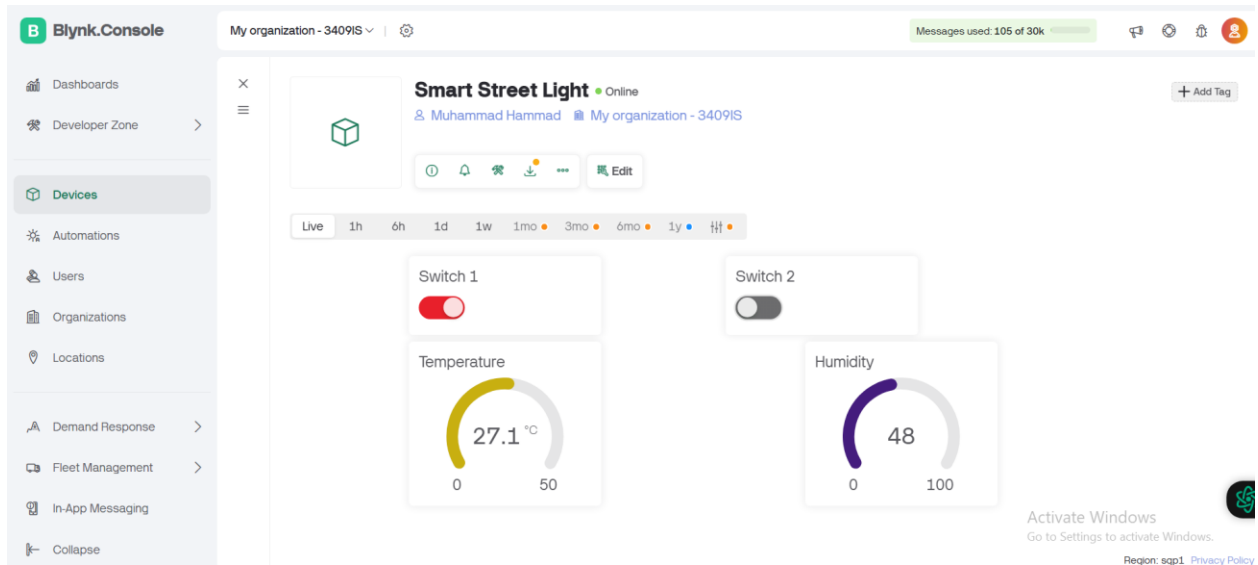 B Blynk.Console
My organization - 3409IS
Messages used: 105 of 30k
Dashboards
Developer Zone
Devices
Automations
Users
Organizations
Locations
Demand Response
Fleet Management
In-App Messaging
Collapse
Smart Street Light Online
Muhammad Hammad My organization - 3409IS
Add Tag
Edit
Live 1h 6h 1d 1w 1mo 3mo 6mo 1y
Switch 1
Switch 2
Temperature
27.1 °C
0 50
Humidity
48
0 100
Activate Windows
Go to Settings to activate Windows.
Region: sgp1 Privacy Policy